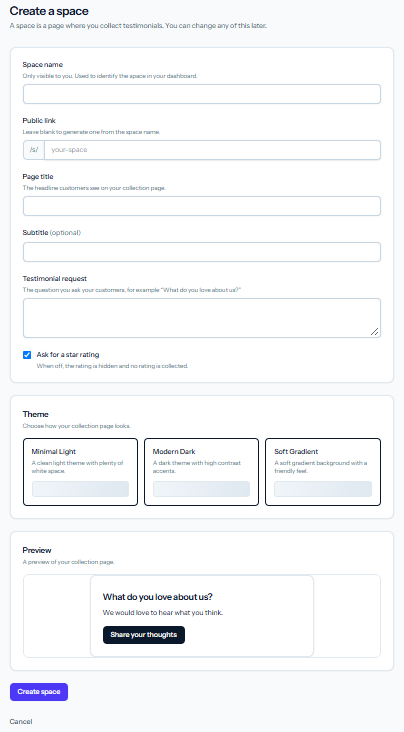 Create a space
A space is a page where you collect testimonials. You can change any of this later.
Space name
Only visible to you. Used to identify the space in your dashboard.
Public link
Leave blank to generate one from the space name.
/s/ your-space
Page title
The headline customers see on your collection page.
Subtitle (optional)
Testimonial request
The question you ask your customers, for example "What do you love about us?"
Ask for a star rating
When off, the rating is hidden and no rating is collected.
Theme
Choose how your collection page looks.
Minimal Light
A clean light theme with plenty of
white space.
Modern Dark
A dark theme with high contrast
accents.
Soft Gradient
A soft gradient background with a
friendly feel.
Preview
A preview of your collection page.
What do you love about us?
We would love to hear what you think.
Share your thoughts
Create space
Cancel